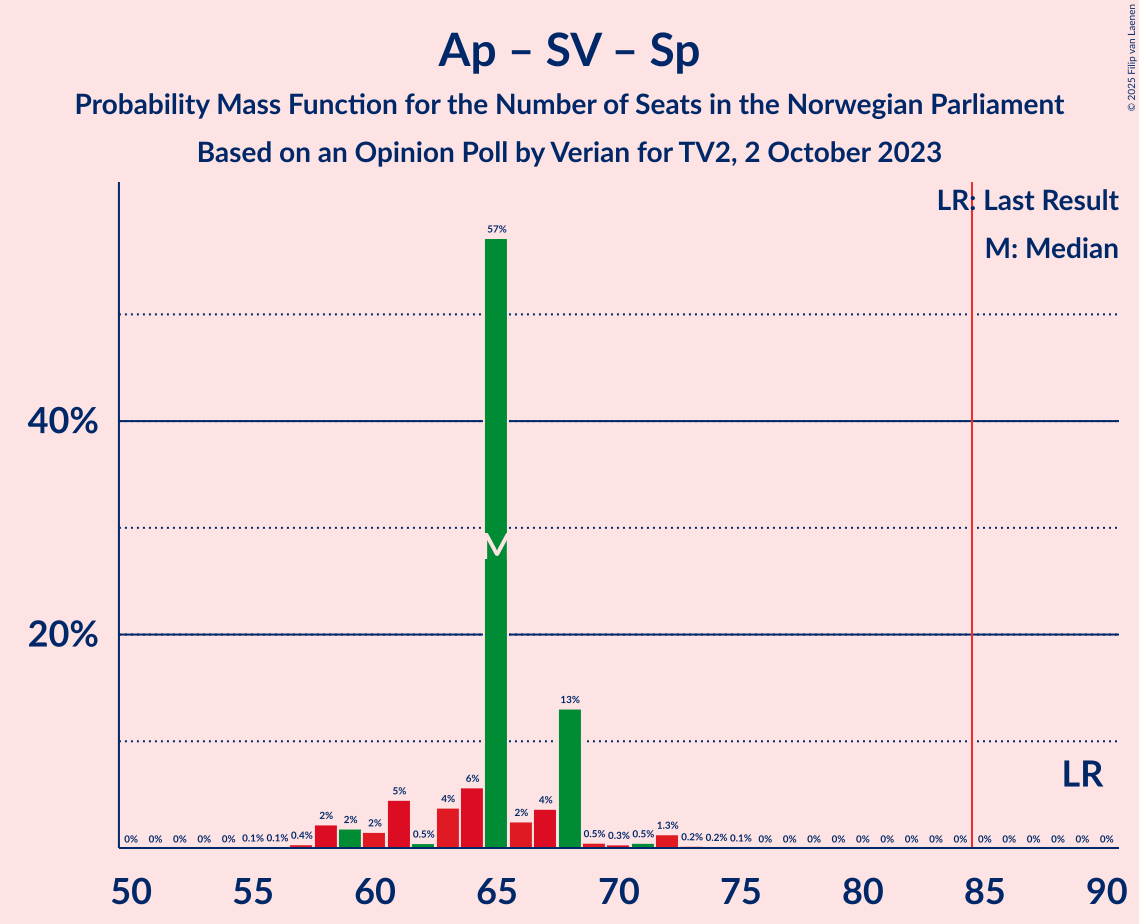 Ap – SV – Sp
Probability Mass Function for the Number of Seats in the Norwegian Parliament
Based on an Opinion Poll by Verian for TV2, 2 October 2023
© 2025 Filip van Laenen
LR: Last Result
M: Median
57%
40%
M
20%
13%
LR
0% 0% 0% 0% 0% 0.1% 0.1% 0.4% 2% 2% 2% 5% 0.5% 4% 6% 2% 4% 0.5% 0.3% 0.5% 1.3% 0.2% 0.2% 0.1% 0% 0% 0% 0% 0% 0% 0% 0% 0% 0% 0% 0% 0% 0% 0%
50 55 60 65 70 75 80 85 90